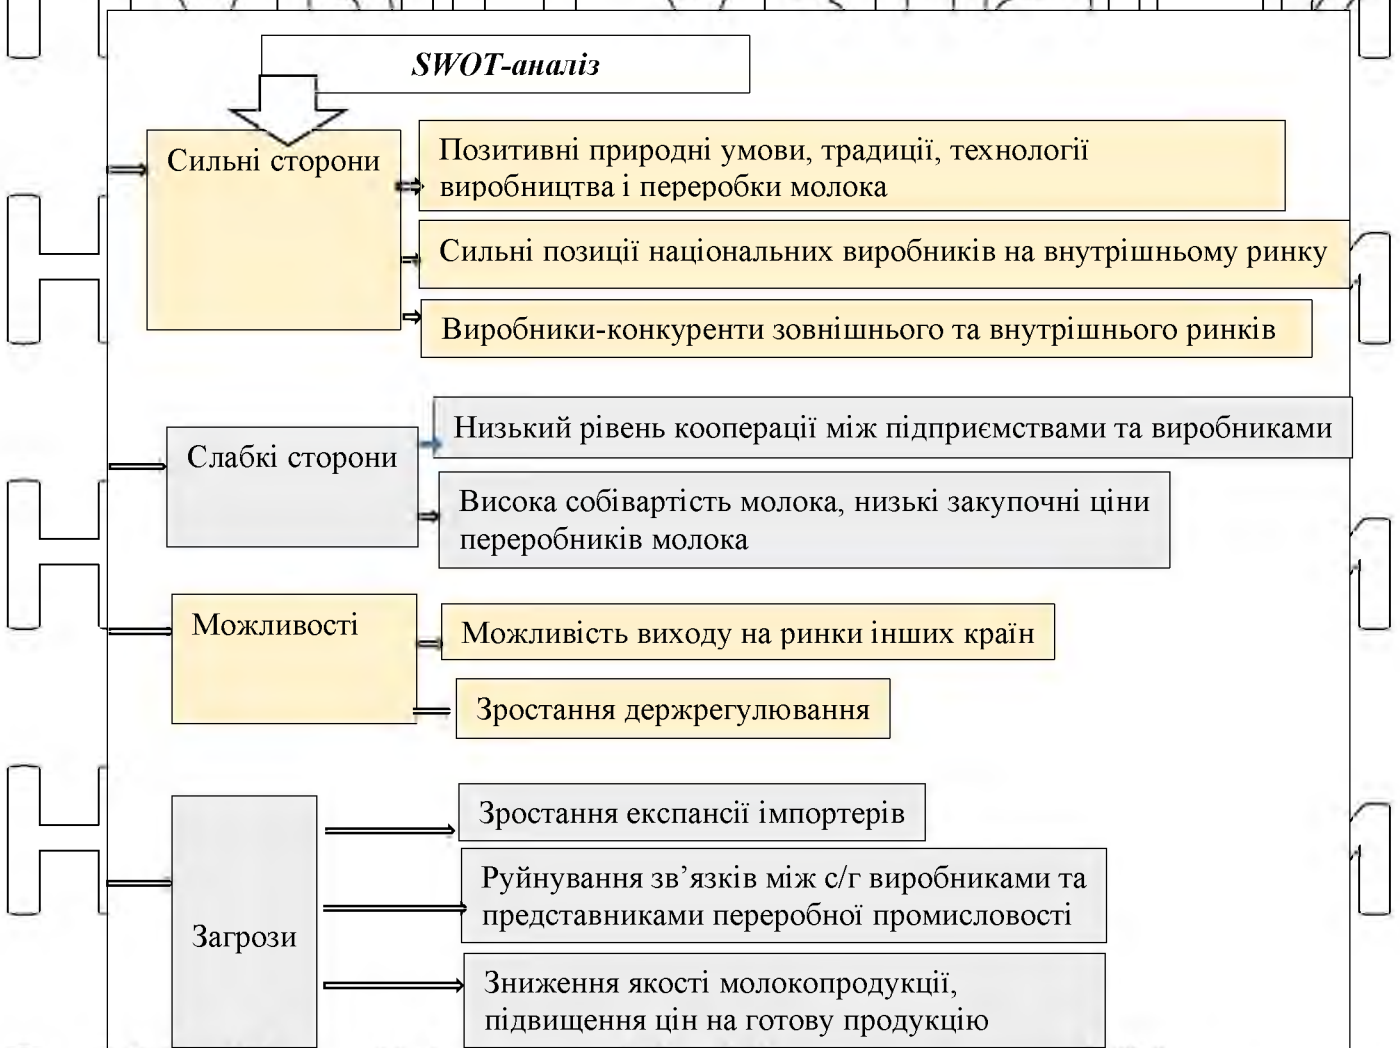 SWOT-аналіз
Сильні сторони
Позитивні природні умови, традиції, технології
виробництва і переробки молока
Сильні позиції національних виробників на внутрішньому ринку
Виробники-конкуренти зовнішнього та внутрішнього ринків
Слабкі сторони
Низький рівень кооперації між підприємствами та виробниками
Висока собівартість молока, низькі закупочні ціни
переробників молока
Можливості
Можливість виходу на ринки інших країн
Зростання держрегулювання
Загрози
Зростання експансії імпортерів
Руйнування зв’язків між с/г виробниками та
представниками переробної промисловості
Зниження якості молокопродукції,
підвищення цін на готову продукцію